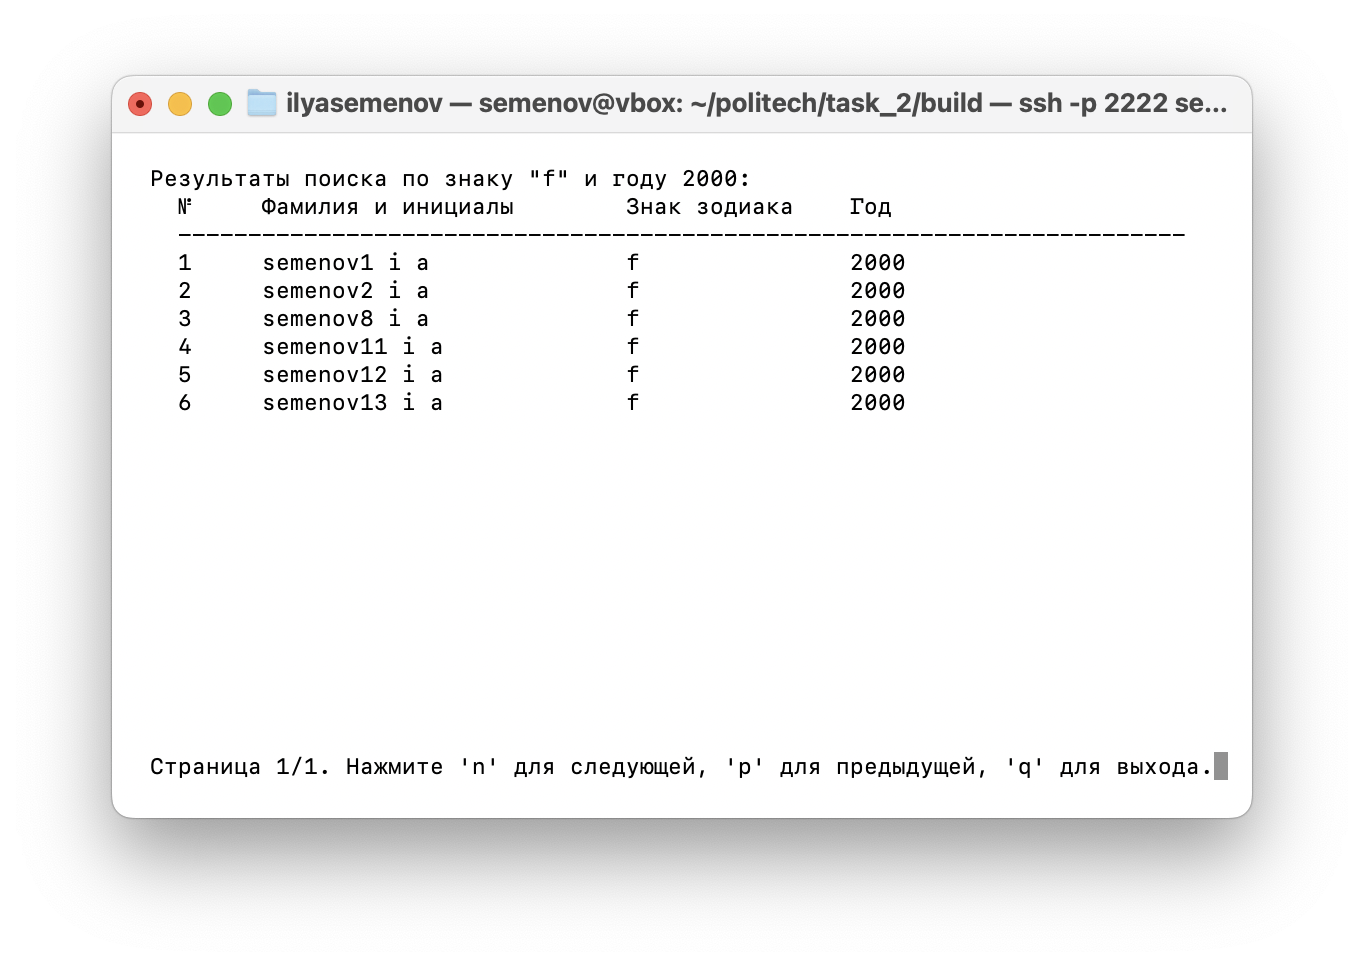 ilyasemenov — semenov@vbox: ~/politech/task_2/build — ssh -p 2222 se...
Результаты поиска по знаку "f" и году 2000:
№ Фамилия и инициалы Знак зодиака Год
------------------------------------------------------------------------
1 semenov1 i a f 2000
2 semenov2 i a f 2000
3 semenov8 i a f 2000
4 semenov11 i a f 2000
5 semenov12 i a f 2000
6 semenov13 i a f 2000
Страница 1/1. Нажмите 'n' для следующей, 'p' для предыдущей, 'q' для выхода.